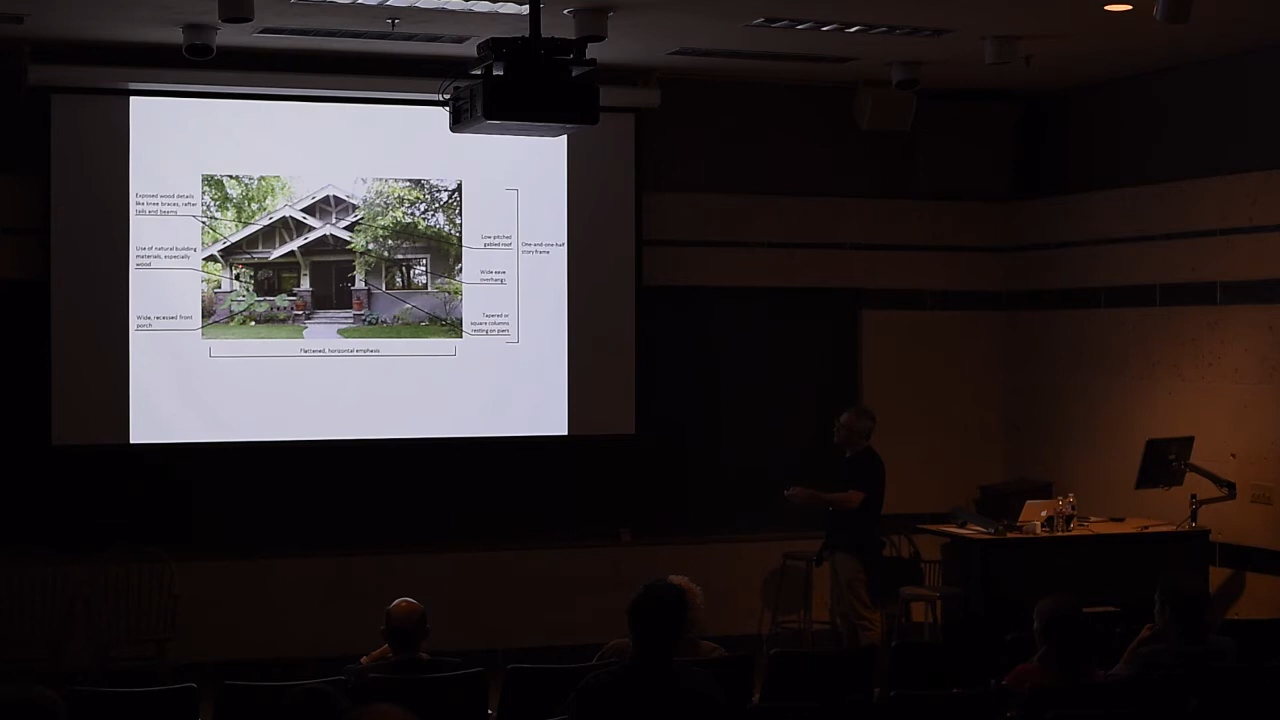 Exposed wood details
like knee braces, rafter
tails and beams
Use of natural building
materials, especially
wood
Wide, recessed front
porch
Low-pitched
gabled roof
Wide eave
overhangs
Tapered or
square columns
resting on piers
One-and-one-half
story frame
Flattened, horizontal emphasis